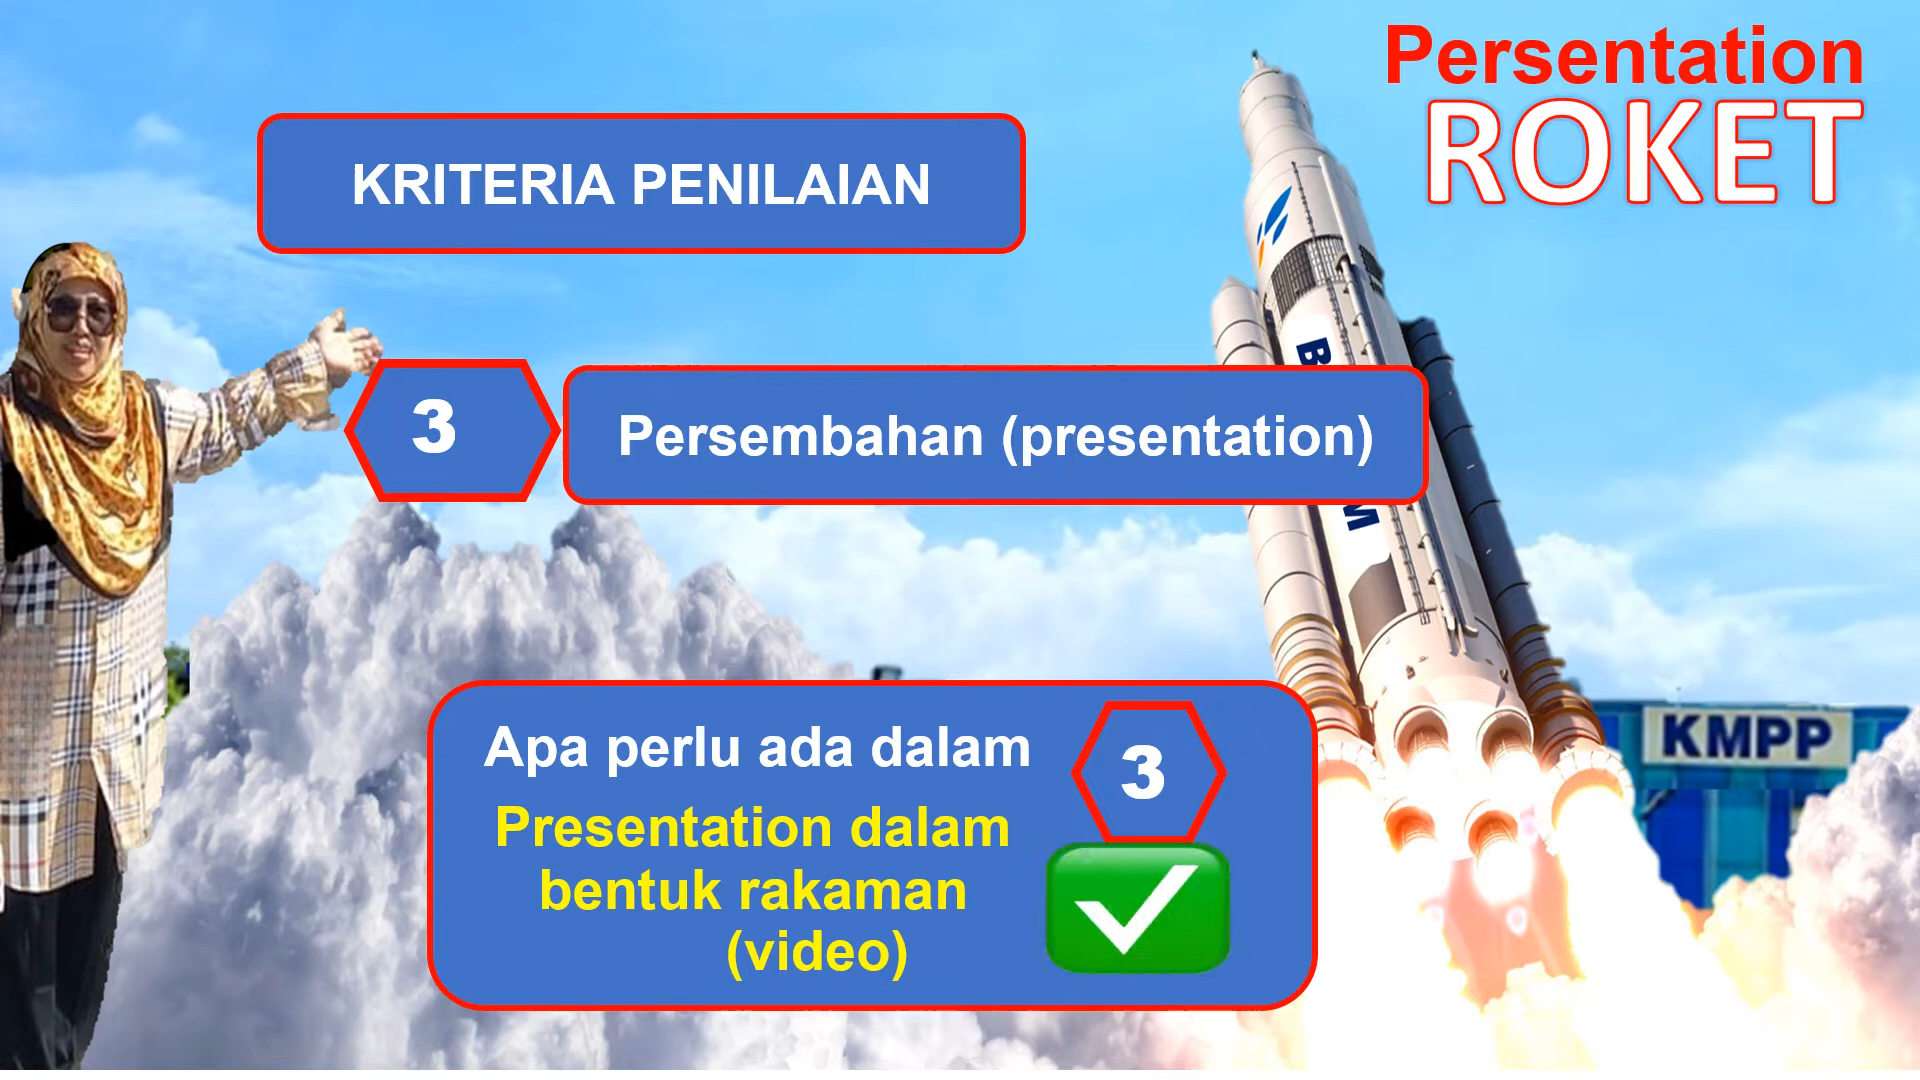 Persentation
ROKET
KRITERIA PENILAIAN
3
Persembahan (presentation)
Apa perlu ada dalam
3
Presentation dalam
bentuk rakaman
(video)
KMPP